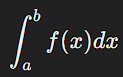 ∫_a^b f(x)dx